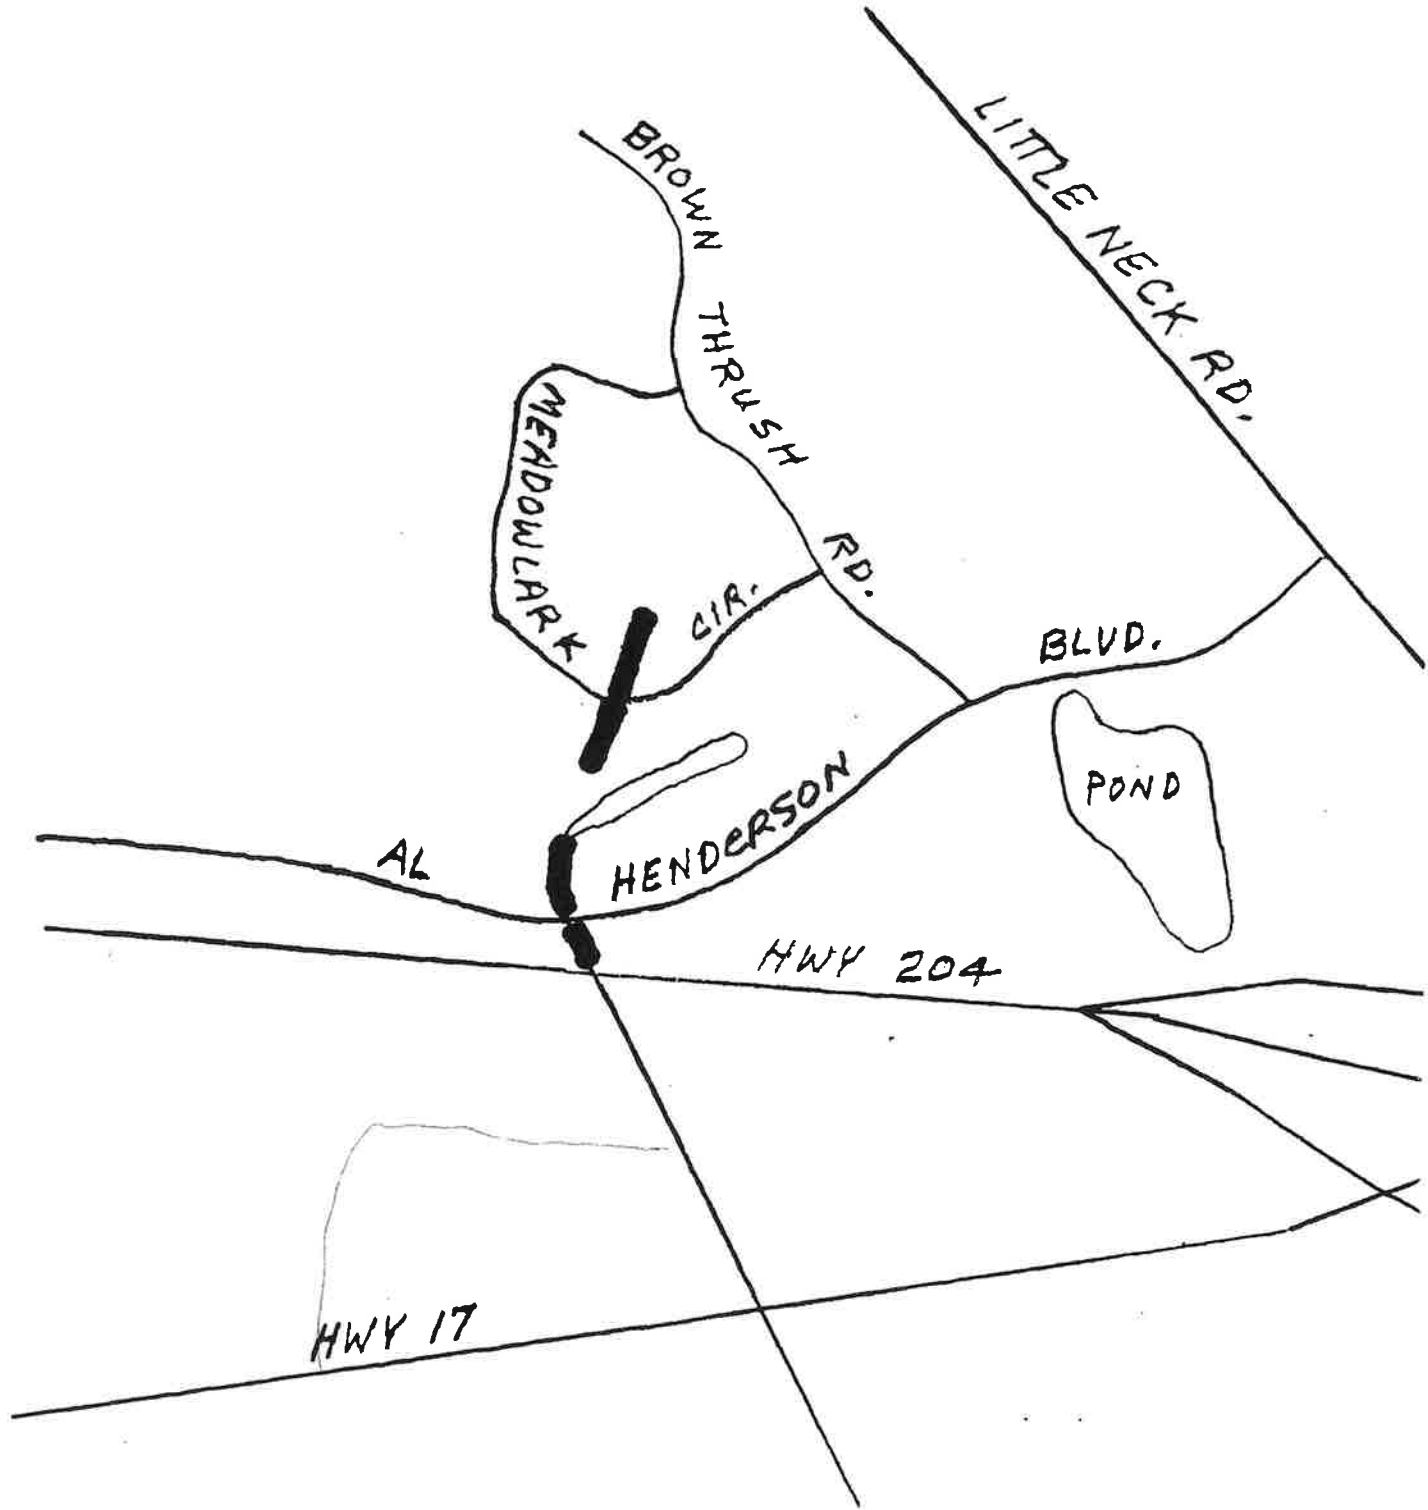 LITTLE NECK RD.
BROWN THRUSH RD.
MEADOWLARK CIR.
AL HENDERSON BLVD.
POND
HWY 204
HWY 17